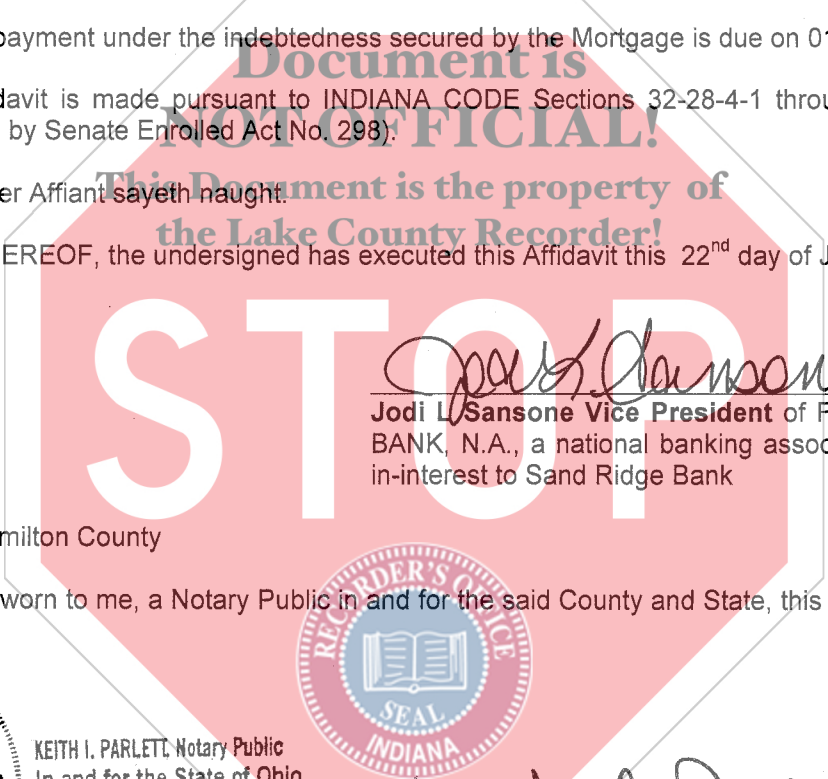 payment under the indebtedness secured by the Mortgage is due on 01
Document is
davit is made pursuant to INDIANA CODE Sections 32-28-4-1 throu
by Senate Enrolled Act No. 298).
NOT OFFICIAL!
er Affiant sayeth naught.
This Document is the property of
the Lake County Recorder!
EREOF, the undersigned has executed this Affidavit this 22nd day of J
STOP
Jodi L Sansone Vice President of F
BANK, N.A., a national banking assoc
in-interest to Sand Ridge Bank
milton County
worn to me, a Notary Public in and for the said County and State, this
RECORDER'S OFFICE
SEAL
INDIANA
KEITH I. PARLETT, Notary Public
In and for the State of Ohio